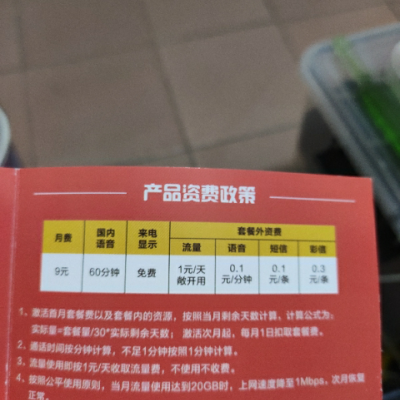 产品资费政策
月费 国内语音 来电显示 套餐外资费
流量 语音 短信 彩信
9元 60分钟 免费 1元/天敞开用 0.1元/分钟 0.1元/条 0.3元/条
1、激活首月套餐费以及套餐内的资源，按照当月剩余天数计算，计算公式为：
实际量=套餐量/30*实际剩余天数； 激活次月起，每月1日扣取套餐费。
2、通话时间按分钟计算，不足1分钟按照1分钟计算。
3、流量使用即按1元/天收取流量费，不使用不收费。
4、按照公平使用原则，当月流量使用达到20GB时，上网速度降至1Mbps，次月恢复
正常。